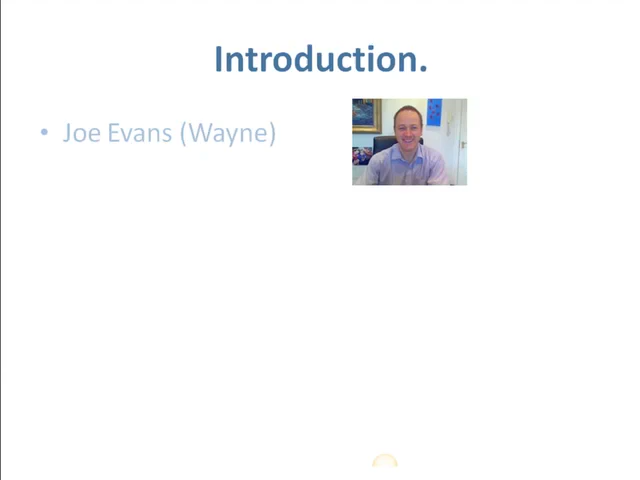 Introduction.
• Joe Evans (Wayne)